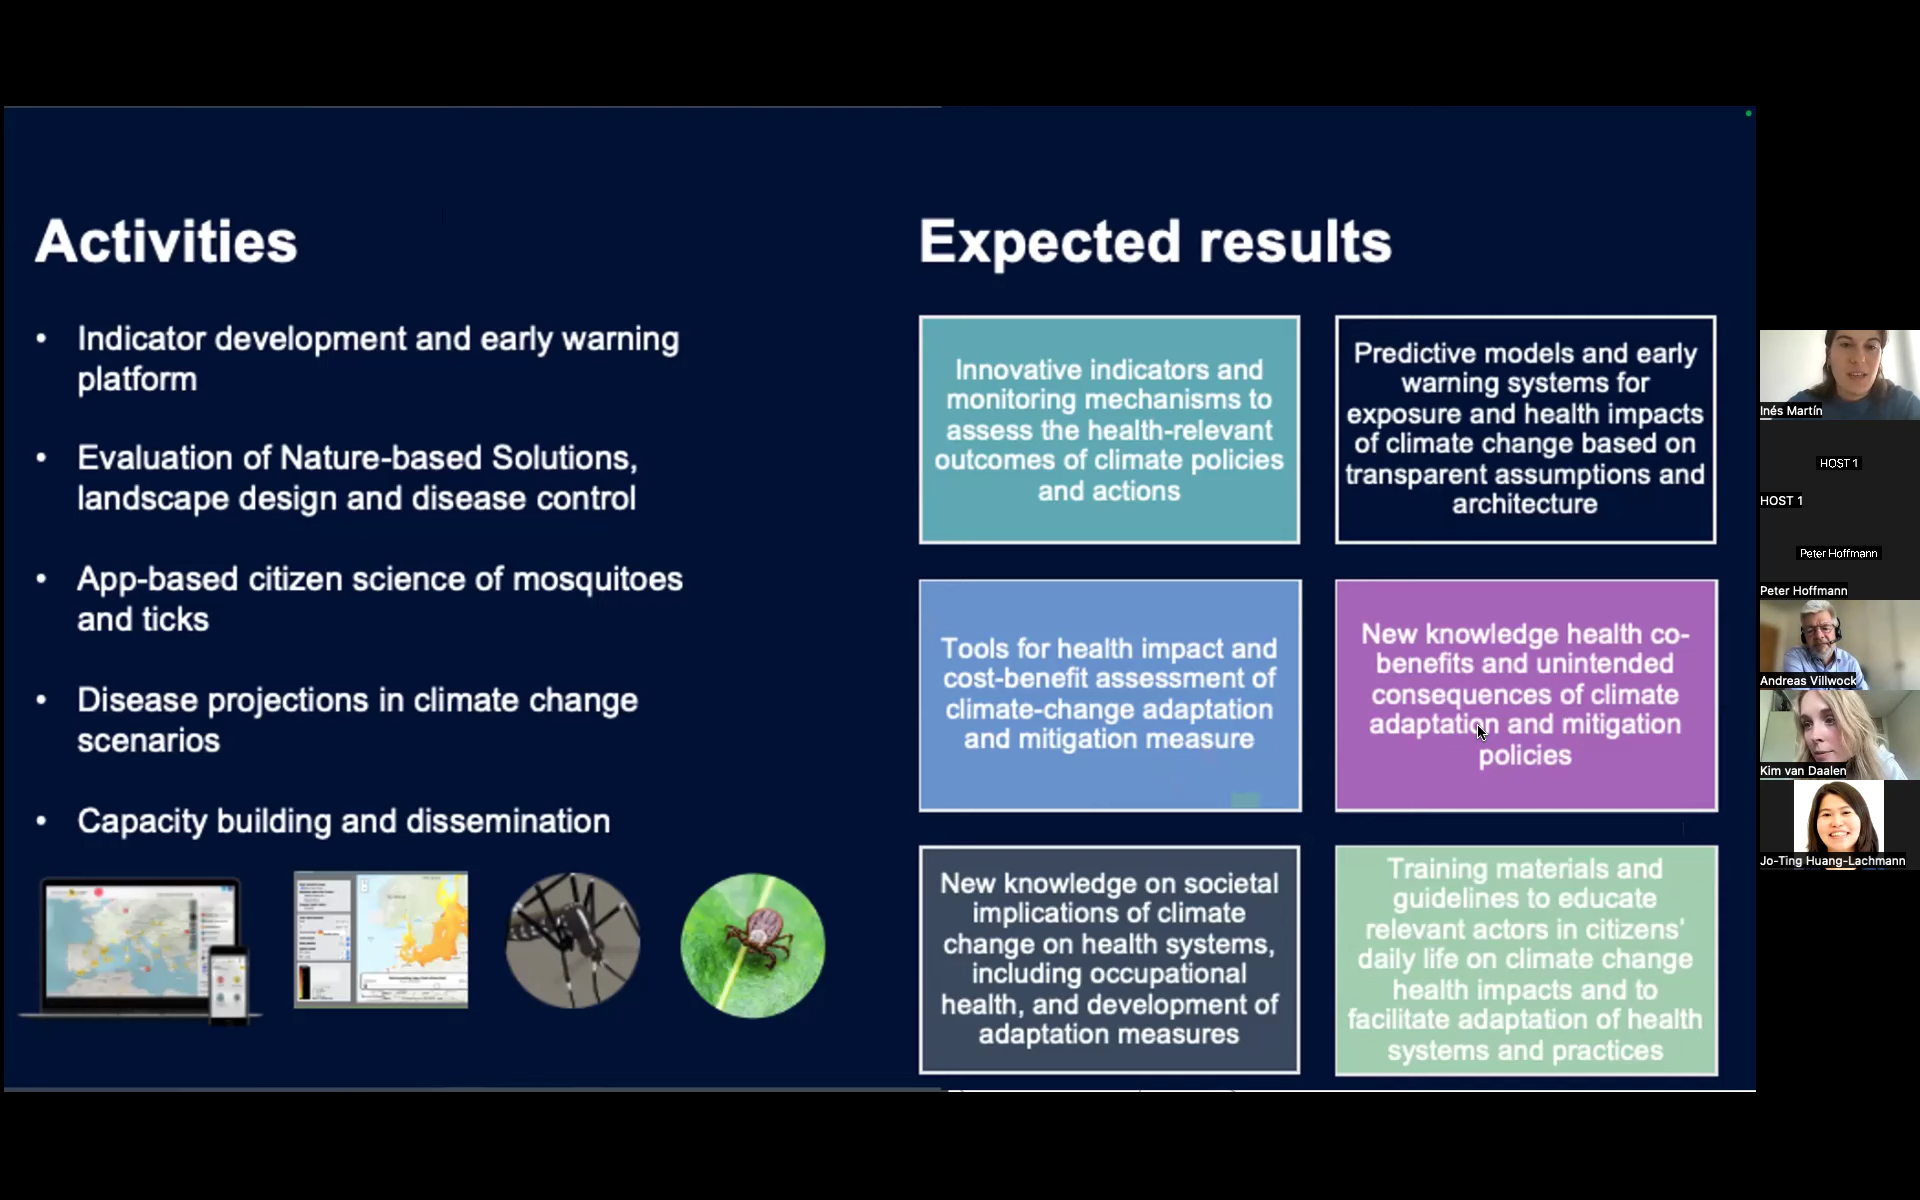 Activities
• Indicator development and early warning
platform
• Evaluation of Nature-based Solutions,
landscape design and disease control
• App-based citizen science of mosquitoes
and ticks
• Disease projections in climate change
scenarios
• Capacity building and dissemination
Expected results
Innovative indicators and
monitoring mechanisms to
assess the health-relevant
outcomes of climate policies
and actions
Predictive models and early
warning systems for
exposure and health impacts
of climate change based on
transparent assumptions and
architecture
Tools for health impact and
cost-benefit assessment of
climate-change adaptation
and mitigation measure
New knowledge health co-
benefits and unintended
consequences of climate
adaptation and mitigation
policies
New knowledge on societal
implications of climate
change on health systems,
including occupational
health, and development of
adaptation measures
Training materials and
guidelines to educate
relevant actors in citizens'
daily life on climate change
health impacts and to
facilitate adaptation of health
systems and practices
Inés Martín
HOST 1
HOST 1
Peter Hoffmann
Peter Hoffmann
Andreas Villwock
Kim van Daalen
Jo-Ting Huang-Lachmann